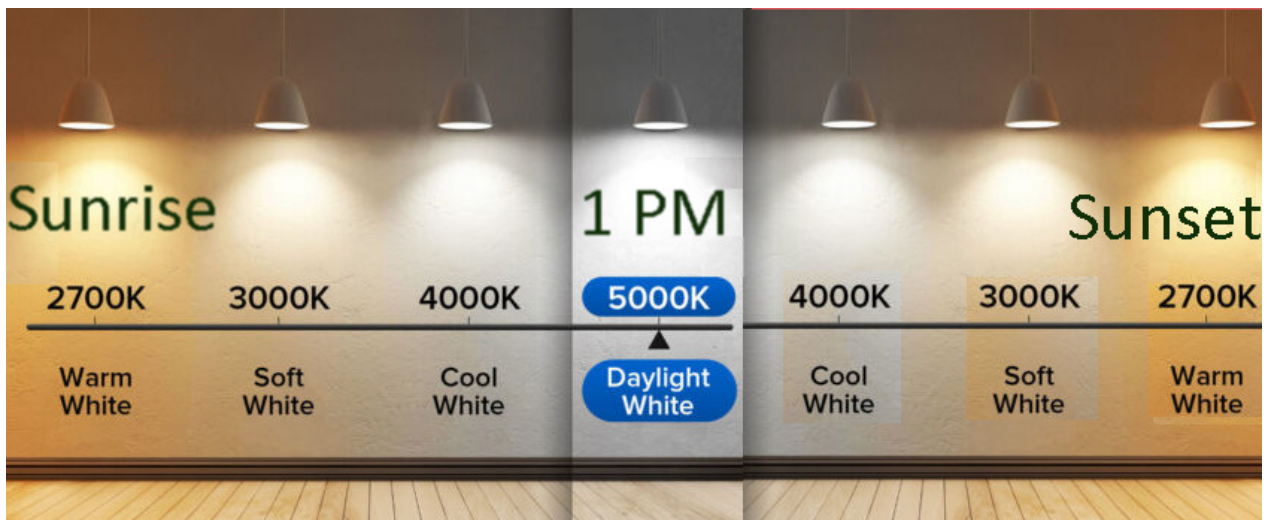 Sunrise
1 PM
Sunset
2700K
3000K
4000K
5000K
4000K
3000K
2700K
Warm
White
Soft
White
Cool
White
Daylight
White
Cool
White
Soft
White
Warm
White